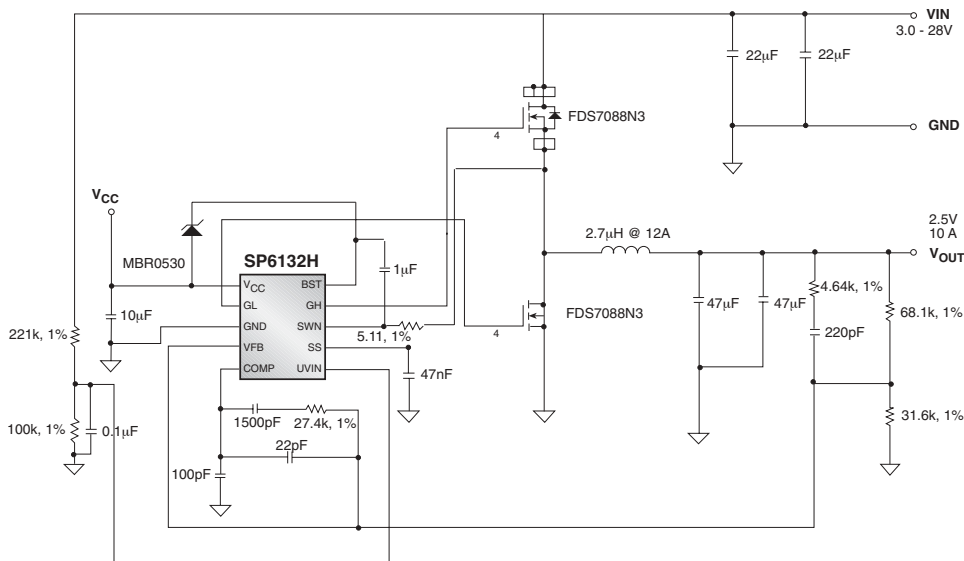 VIN
3.0 - 28V
22μF
22μF
FDS7088N3
4
GND
VCC
2.5V
10 A
2.7μH @ 12A
VOUT
MBR0530
SP6132H
1μF
VCC
BST
GL
GH
GND
SWN
VFB
SS
COMP
UVIN
10μF
5.11, 1%
4
FDS7088N3
47μF
47μF
4.64k, 1%
68.1k, 1%
220pF
221k, 1%
47nF
1500pF
27.4k, 1%
100k, 1%
0.1μF
31.6k, 1%
22pF
100pF